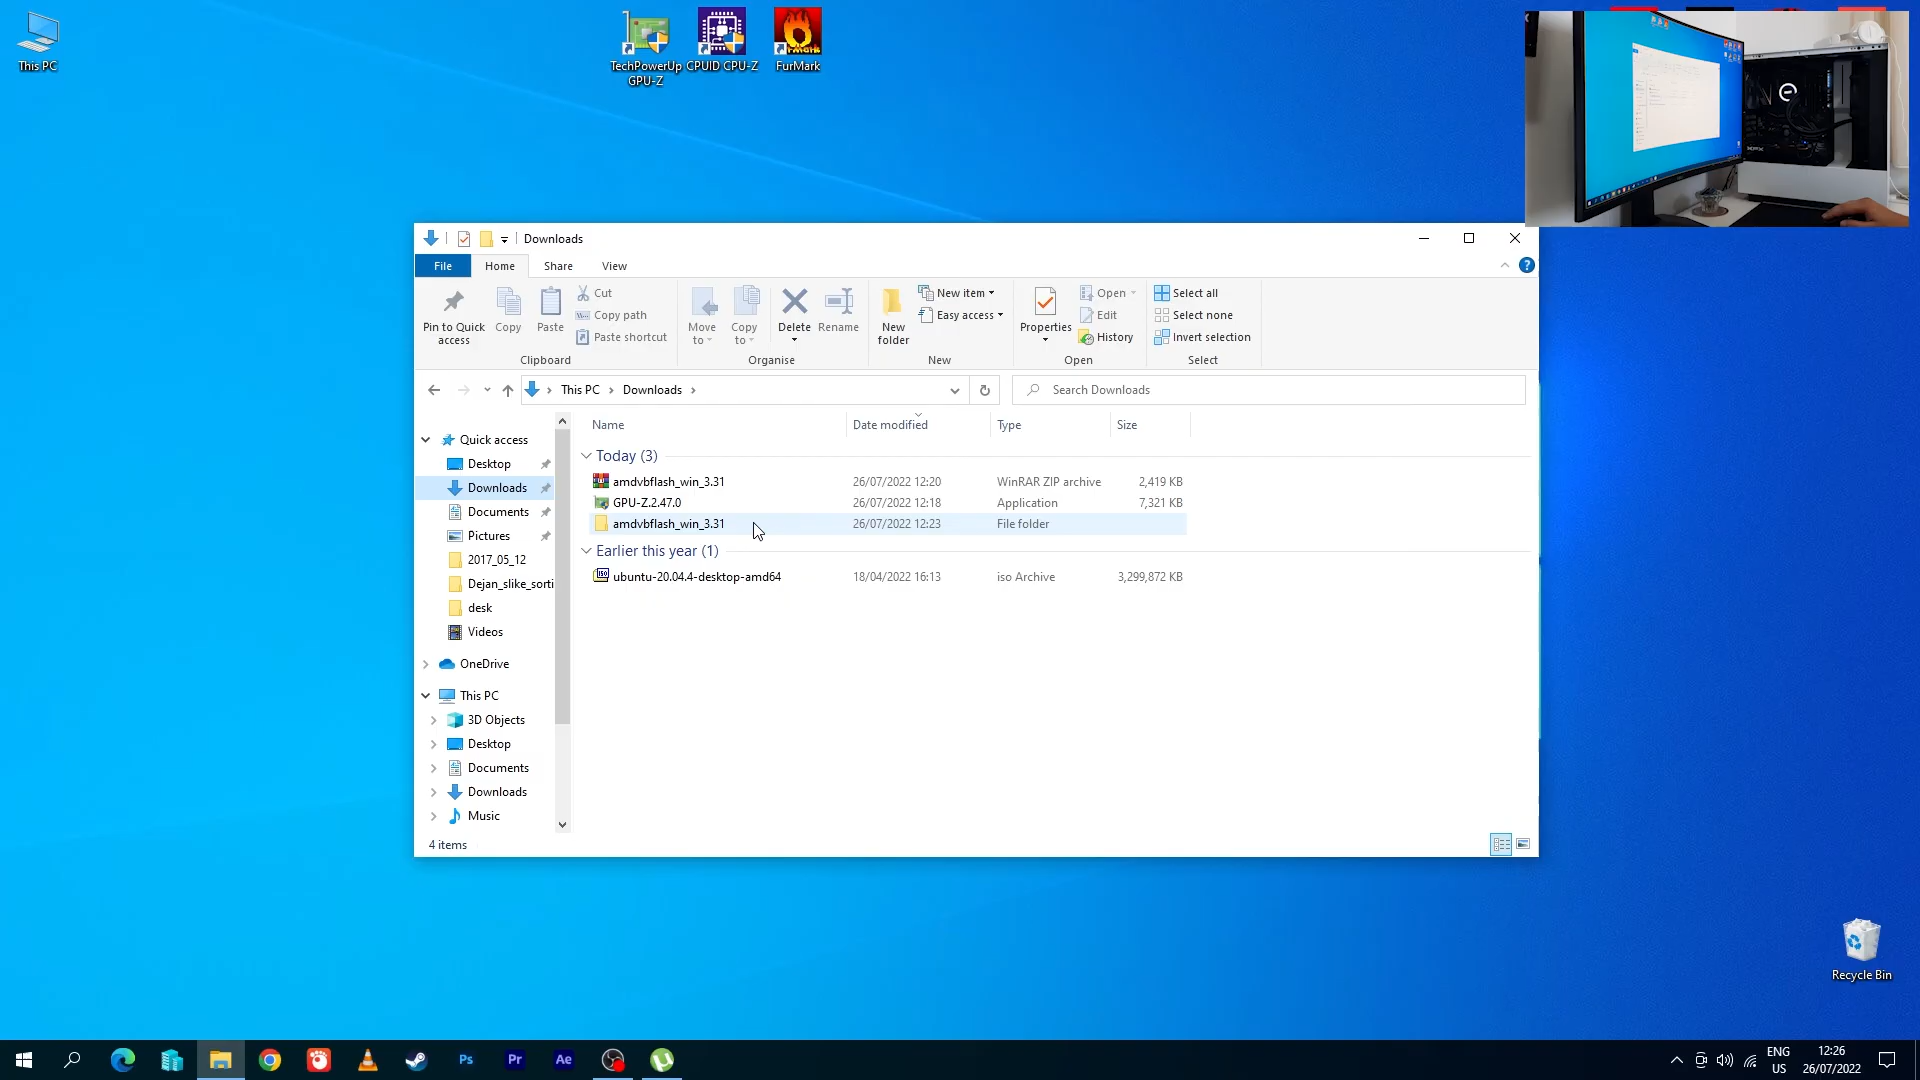 This PC
TechPowerUp
GPU-Z
CPUID CPU-Z
FurMark
Downloads
File
Home
Share
View
Pin to Quick
access
Copy
Paste
Cut
Copy path
Paste shortcut
Clipboard
Move
to
Copy
to
Delete
Rename
Organise
New
folder
New item
Easy access
New
Properties
Open
Edit
History
Open
Select all
Select none
Invert selection
Select
This PC
Downloads
Search Downloads
Name
Date modified
Type
Size
Today (3)
amdvbflash_win_3.31 26/07/2022 12:20 WinRAR ZIP archive 2,419 KB
GPU-Z.2.47.0 26/07/2022 12:18 Application 7,321 KB
amdvbflash_win_3.31 26/07/2022 12:23 File folder
Earlier this year (1)
ubuntu-20.04.4-desktop-amd64 18/04/2022 16:13 iso Archive 3,299,872 KB
Quick access
Desktop
Downloads
Documents
Pictures
2017_05_12
Dejan_slike_sorti
desk
Videos
OneDrive
This PC
3D Objects
Desktop
Documents
Downloads
Music
4 items
Recycle Bin
Ps
Pr
Ae
ENG
US
12:26
26/07/2022